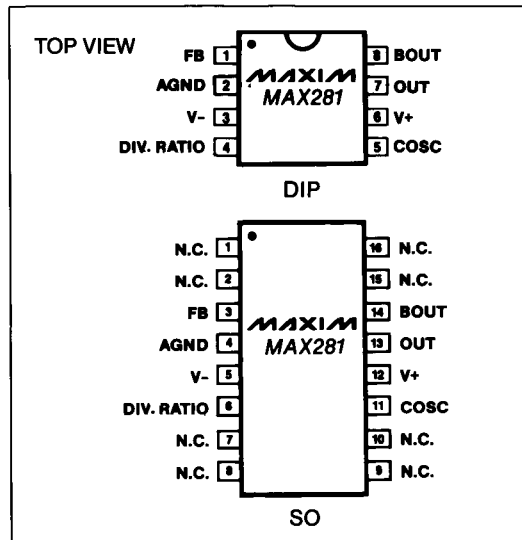 TOP VIEW
FB 1 8 BOUT
AGND 2 7 OUT
V- 3 6 V+
DIV. RATIO 4 5 COSC
MAXIM
MAX281
DIP
N.C. 1 16 N.C.
N.C. 2 15 N.C.
FB 3 14 BOUT
AGND 4 13 OUT
V- 5 12 V+
DIV. RATIO 6 11 COSC
N.C. 7 10 N.C.
N.C. 8 9 N.C.
MAXIM
MAX281
SO